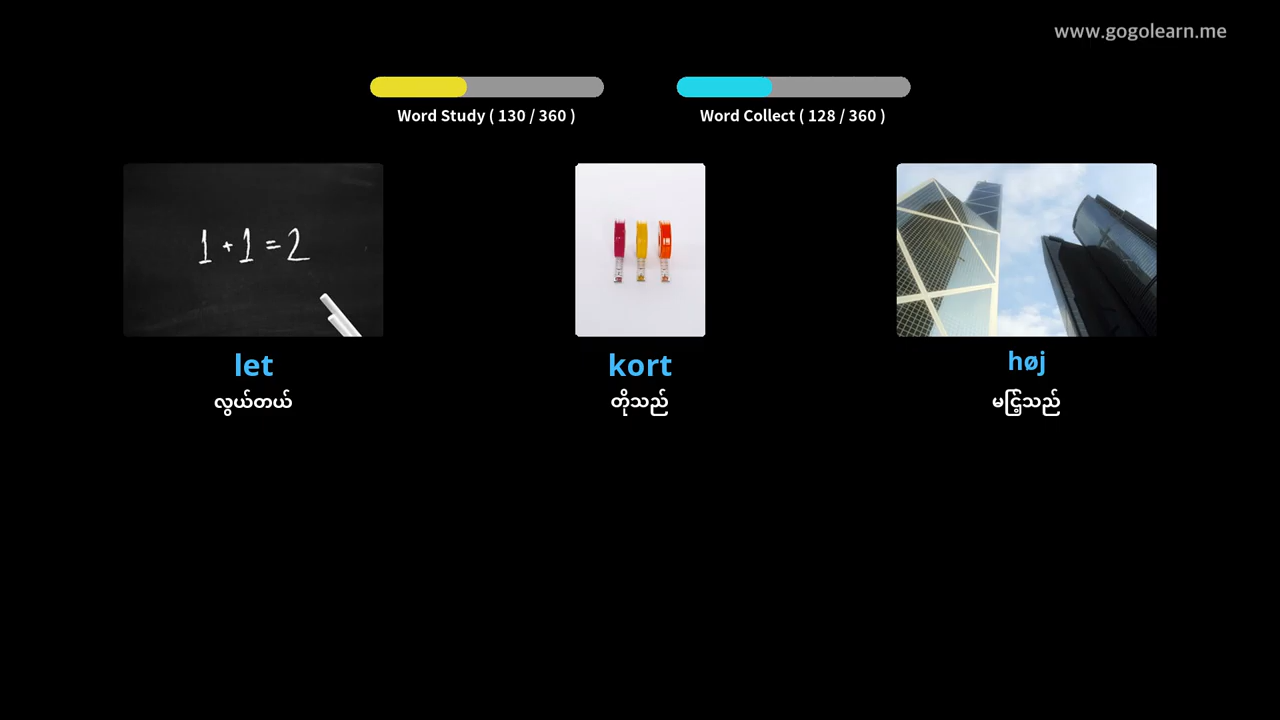 www.gogolearn.me
Word Study ( 130 / 360 )
Word Collect ( 128 / 360 )
1 + 1 = 2
let
kort
høj
လွယ်တယ်
တိုသည်
မင့်ြသည်